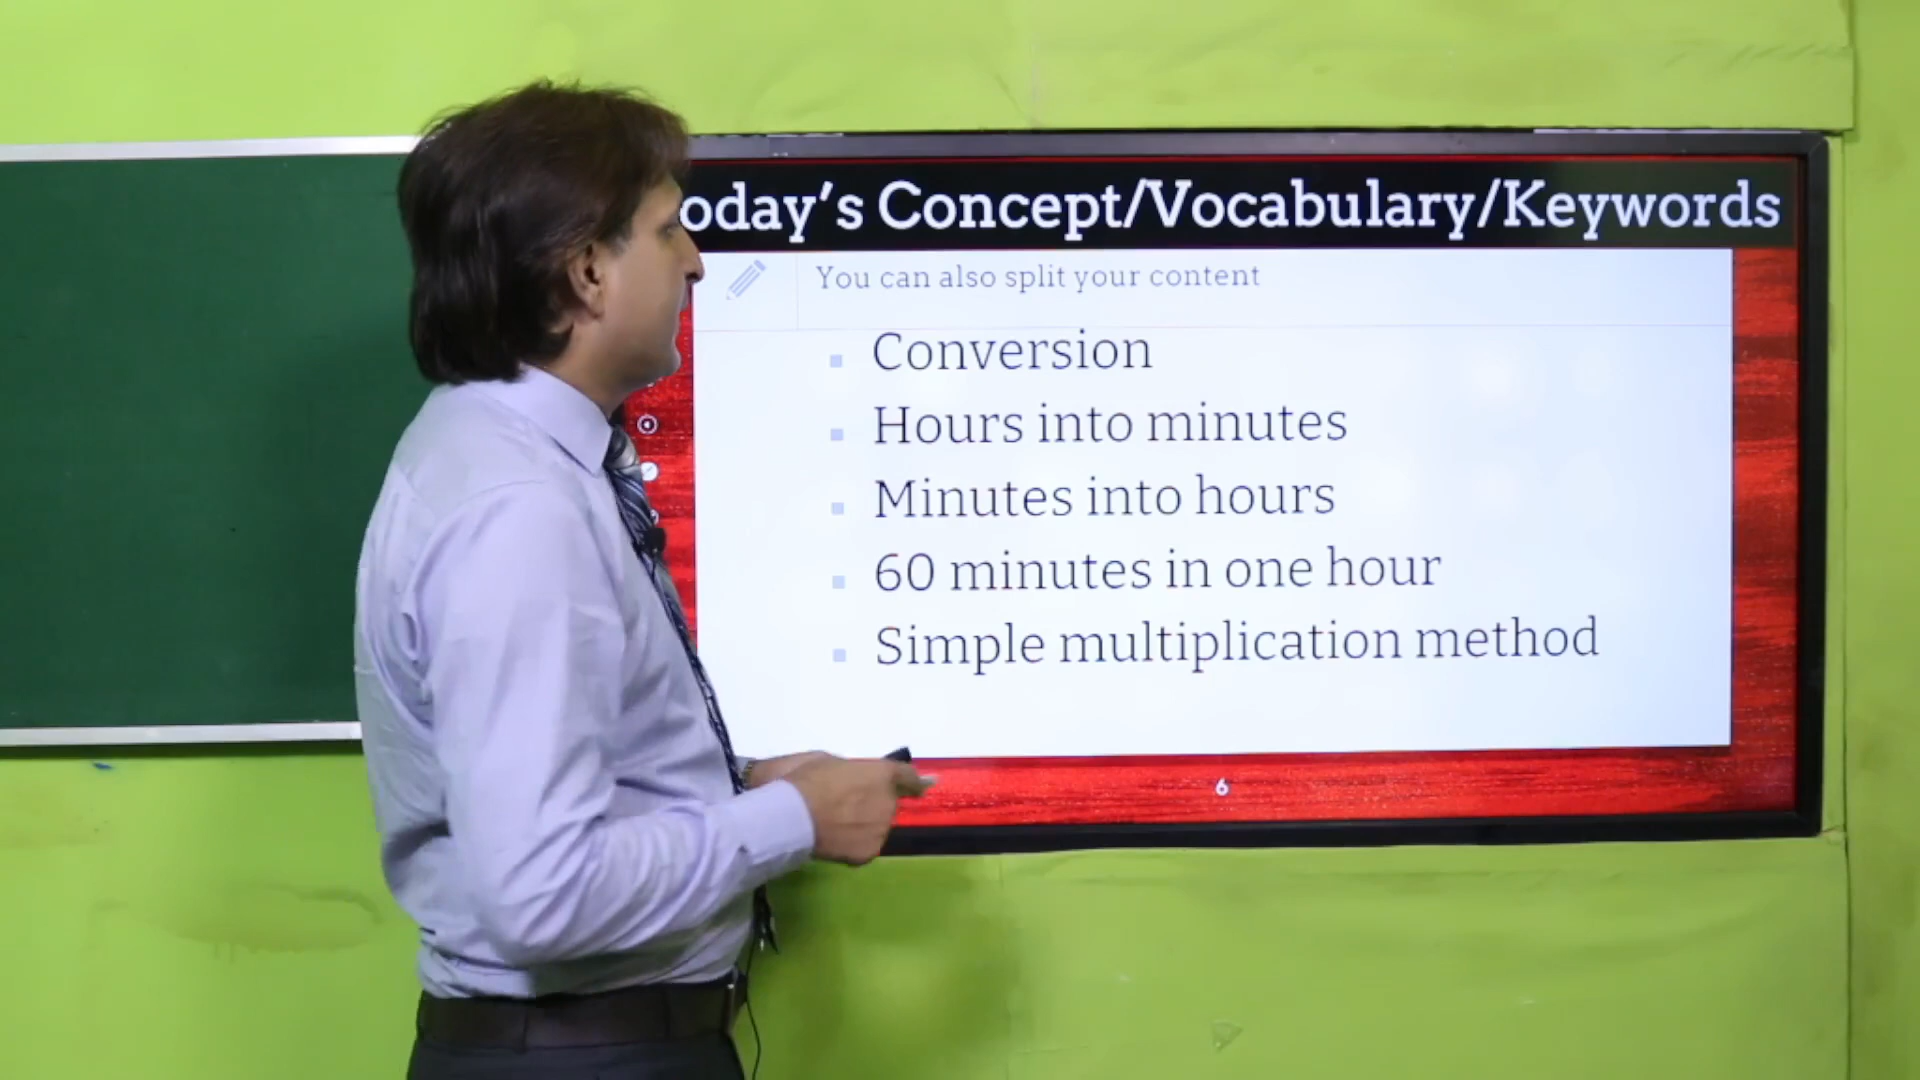 oday's Concept/Vocabulary/Keywords
You can also split your content
Conversion
Hours into minutes
Minutes into hours
60 minutes in one hour
Simple multiplication method
6